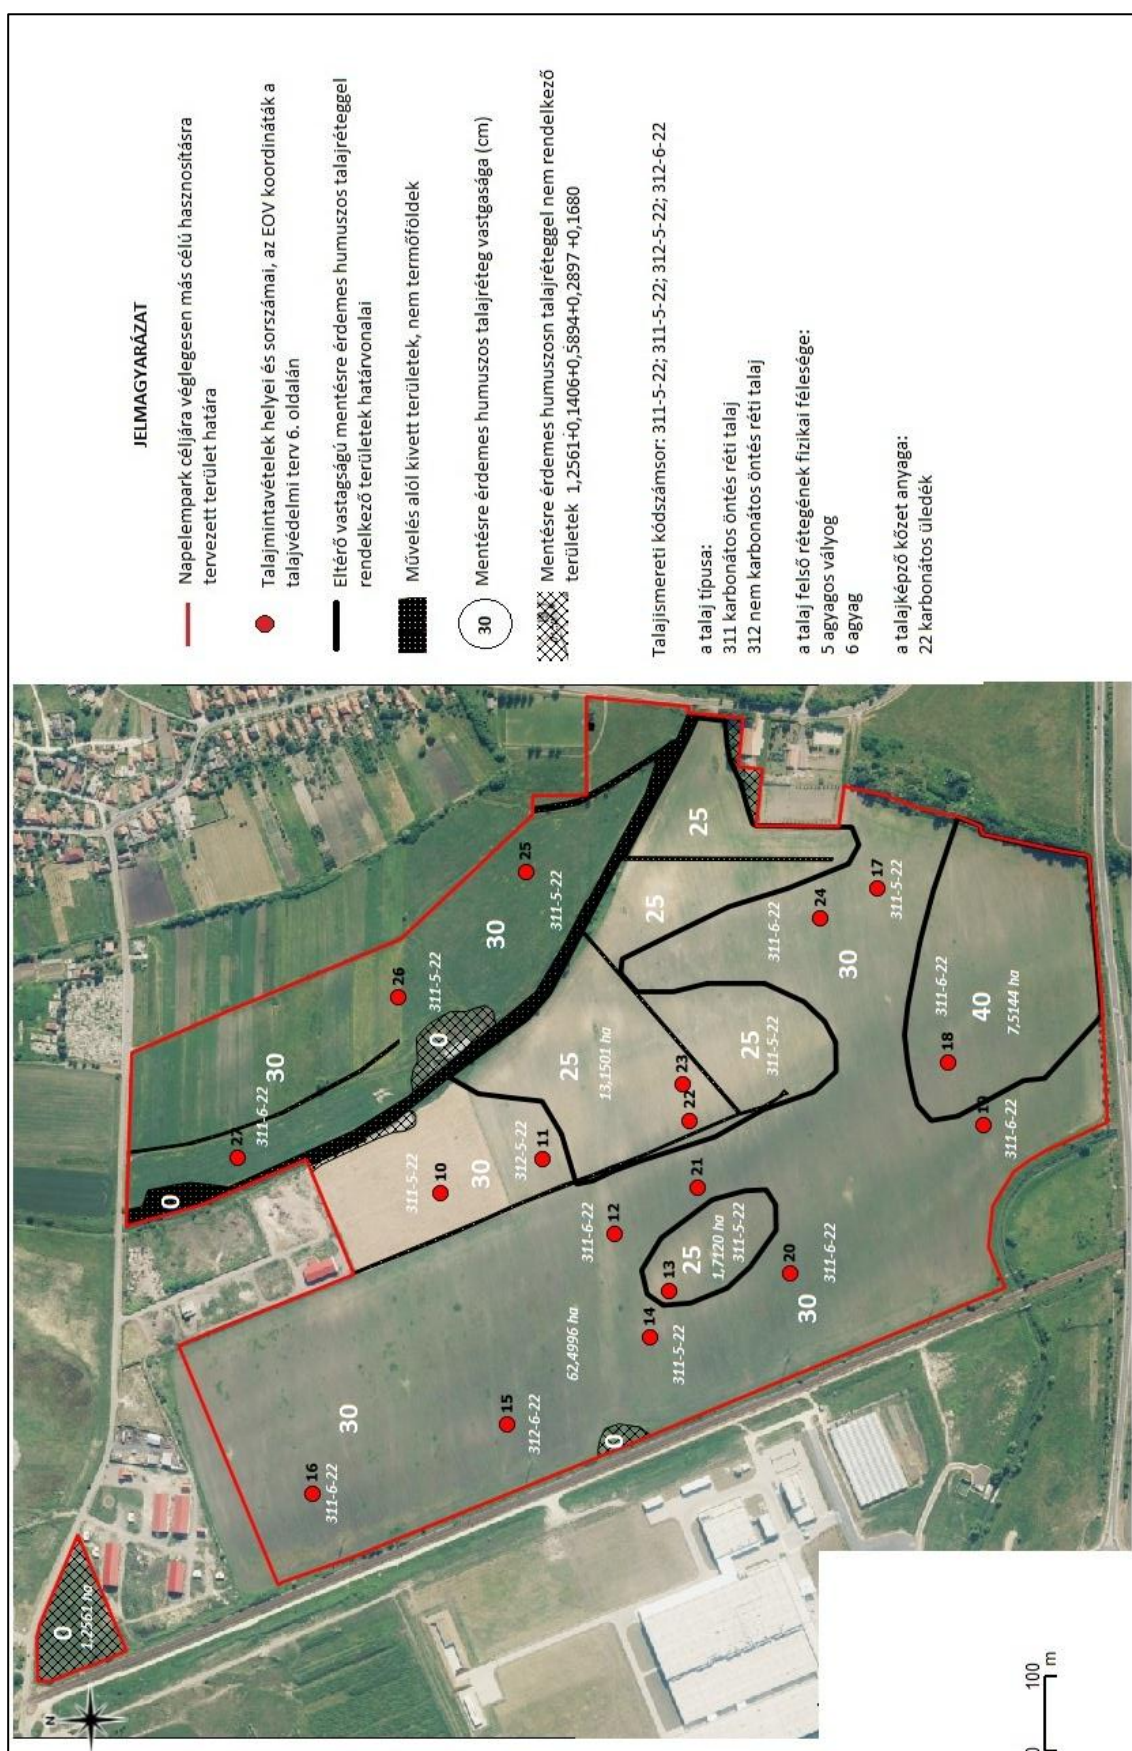 JELMAGYARÁZAT
Napelempark céljára véglegesen más célú hasznosításra
tervezett terület határa
Talajmintavételek helyei és sorszámai, az EOV koordináták a
talajvédelmi terv 6. oldalán
Eltérő vastagságú mentésre érdemes humuszos talajréteggel
rendelkező területek határvonalai
Művelés alól kivett területek, nem termőföldek
30
Mentésre érdemes humuszos talajréteg vastgasága (cm)
Mentésre érdemes humuszosn talajréteggel nem rendelkező
területek 1,2561+0,1406+0,5894+0,2897 +0,1680
Talajismereti kódszámsor: 311-5-22; 311-5-22; 312-5-22; 312-6-22
a talaj típusa:
311 karbonátos öntés réti talaj
312 nem karbonátos öntés réti talaj
a talaj felső rétegének fizikai félesége:
5 agyagos vályog
6 agyag
a talajképző kőzet anyaga:
22 karbonátos üledék
N
0
1.2561 ha
16
311-6-22
30
15
312-6-22
0
62,4996 ha
14
311-5-22
13
25
1,7120 ha
311-5-22
12
311-6-22
20
311-6-22
30
21
10
311-5-22
30
11
312-5-22
0
27
311-6-22
30
26
311-5-22
0
30
25
311-5-22
25
13,1501 ha
22
23
25
311-5-22
25
25
24
311-6-22
30
17
311-5-22
19
311-6-22
18
311-6-22
40
7,5144 ha
0
100
m